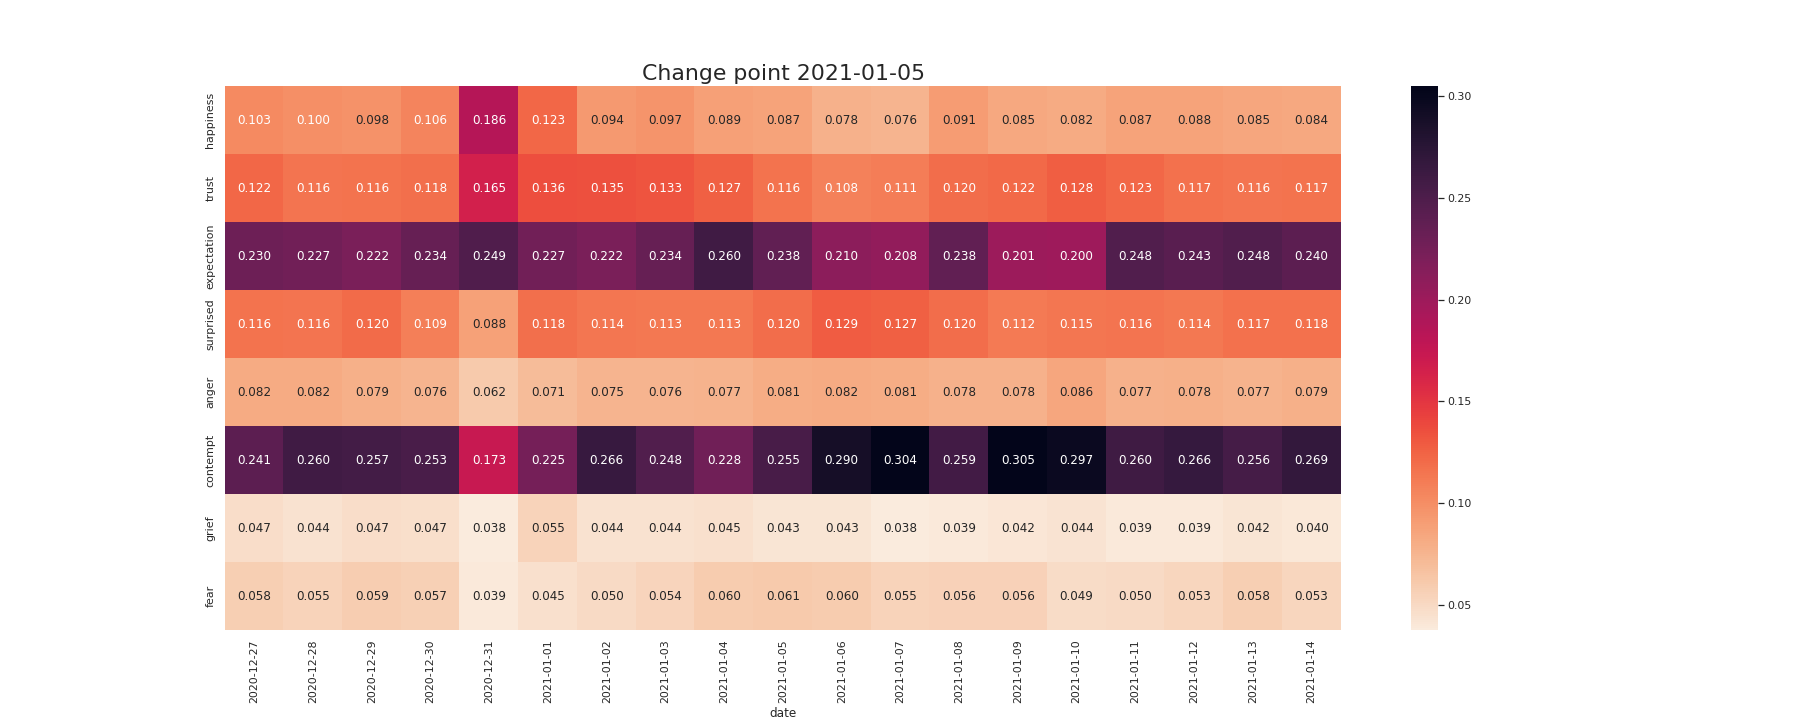 Change point 2021-01-05
happiness 0.103 0.100 0.098 0.106 0.186 0.123 0.094 0.097 0.089 0.087 0.078 0.076 0.091 0.085 0.082 0.087 0.088 0.085 0.084
trust 0.122 0.116 0.116 0.118 0.165 0.136 0.135 0.133 0.127 0.116 0.108 0.111 0.120 0.122 0.128 0.123 0.117 0.116 0.117
expectation 0.230 0.227 0.222 0.234 0.249 0.227 0.222 0.234 0.260 0.238 0.210 0.208 0.238 0.201 0.200 0.248 0.243 0.248 0.240
surprised 0.116 0.116 0.120 0.109 0.088 0.118 0.114 0.113 0.113 0.120 0.129 0.127 0.120 0.112 0.115 0.116 0.114 0.117 0.118
anger 0.082 0.082 0.079 0.076 0.062 0.071 0.075 0.076 0.077 0.081 0.082 0.081 0.078 0.078 0.086 0.077 0.078 0.077 0.079
contempt 0.241 0.260 0.257 0.253 0.173 0.225 0.266 0.248 0.228 0.255 0.290 0.304 0.259 0.305 0.297 0.260 0.266 0.256 0.269
grief 0.047 0.044 0.047 0.047 0.038 0.055 0.044 0.044 0.045 0.043 0.043 0.038 0.039 0.042 0.044 0.039 0.039 0.042 0.040
fear 0.058 0.055 0.059 0.057 0.039 0.045 0.050 0.054 0.060 0.061 0.060 0.055 0.056 0.056 0.049 0.050 0.053 0.058 0.053
2020-12-27 2020-12-28 2020-12-29 2020-12-30 2020-12-31 2021-01-01 2021-01-02 2021-01-03 2021-01-04 2021-01-05 2021-01-06 2021-01-07 2021-01-08 2021-01-09 2021-01-10 2021-01-11 2021-01-12 2021-01-13 2021-01-14
date
0.30
0.25
0.20
0.15
0.10
0.05